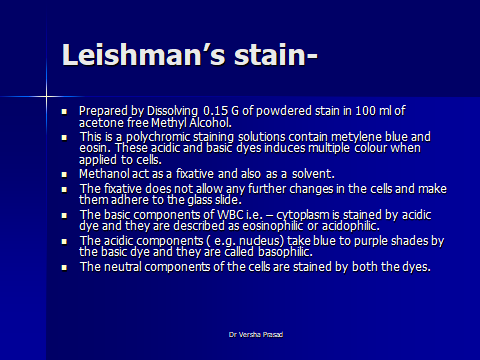 Leishman's stain-
Prepared by Dissolving 0.15 G of powdered stain in 100 ml of
acetone free Methyl Alcohol.
This is a polychromic staining solutions contain metylene blue and
eosin. These acidic and basic dyes induces multiple colour when
applied to cells.
Methanol act as a fixative and also as a solvent.
The fixative does not allow any further changes in the cells and make
them adhere to the glass slide.
The basic components of WBC i.e. – cytoplasm is stained by acidic
dye and they are described as eosinophilic or acidophilic.
The acidic components ( e.g. nucleus) take blue to purple shades by
the basic dye and they are called basophilic.
The neutral components of the cells are stained by both the dyes.
Dr Versha Prasad